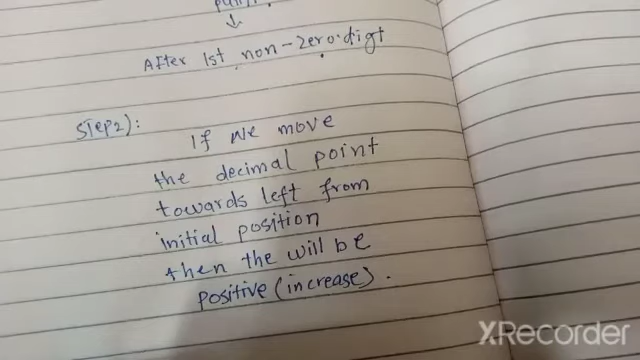 ↓
After 1st non-zero digt
Step2):
If we move
the decimal point
towards left from
initial position
then the will be
positive (increase).
XRecorder